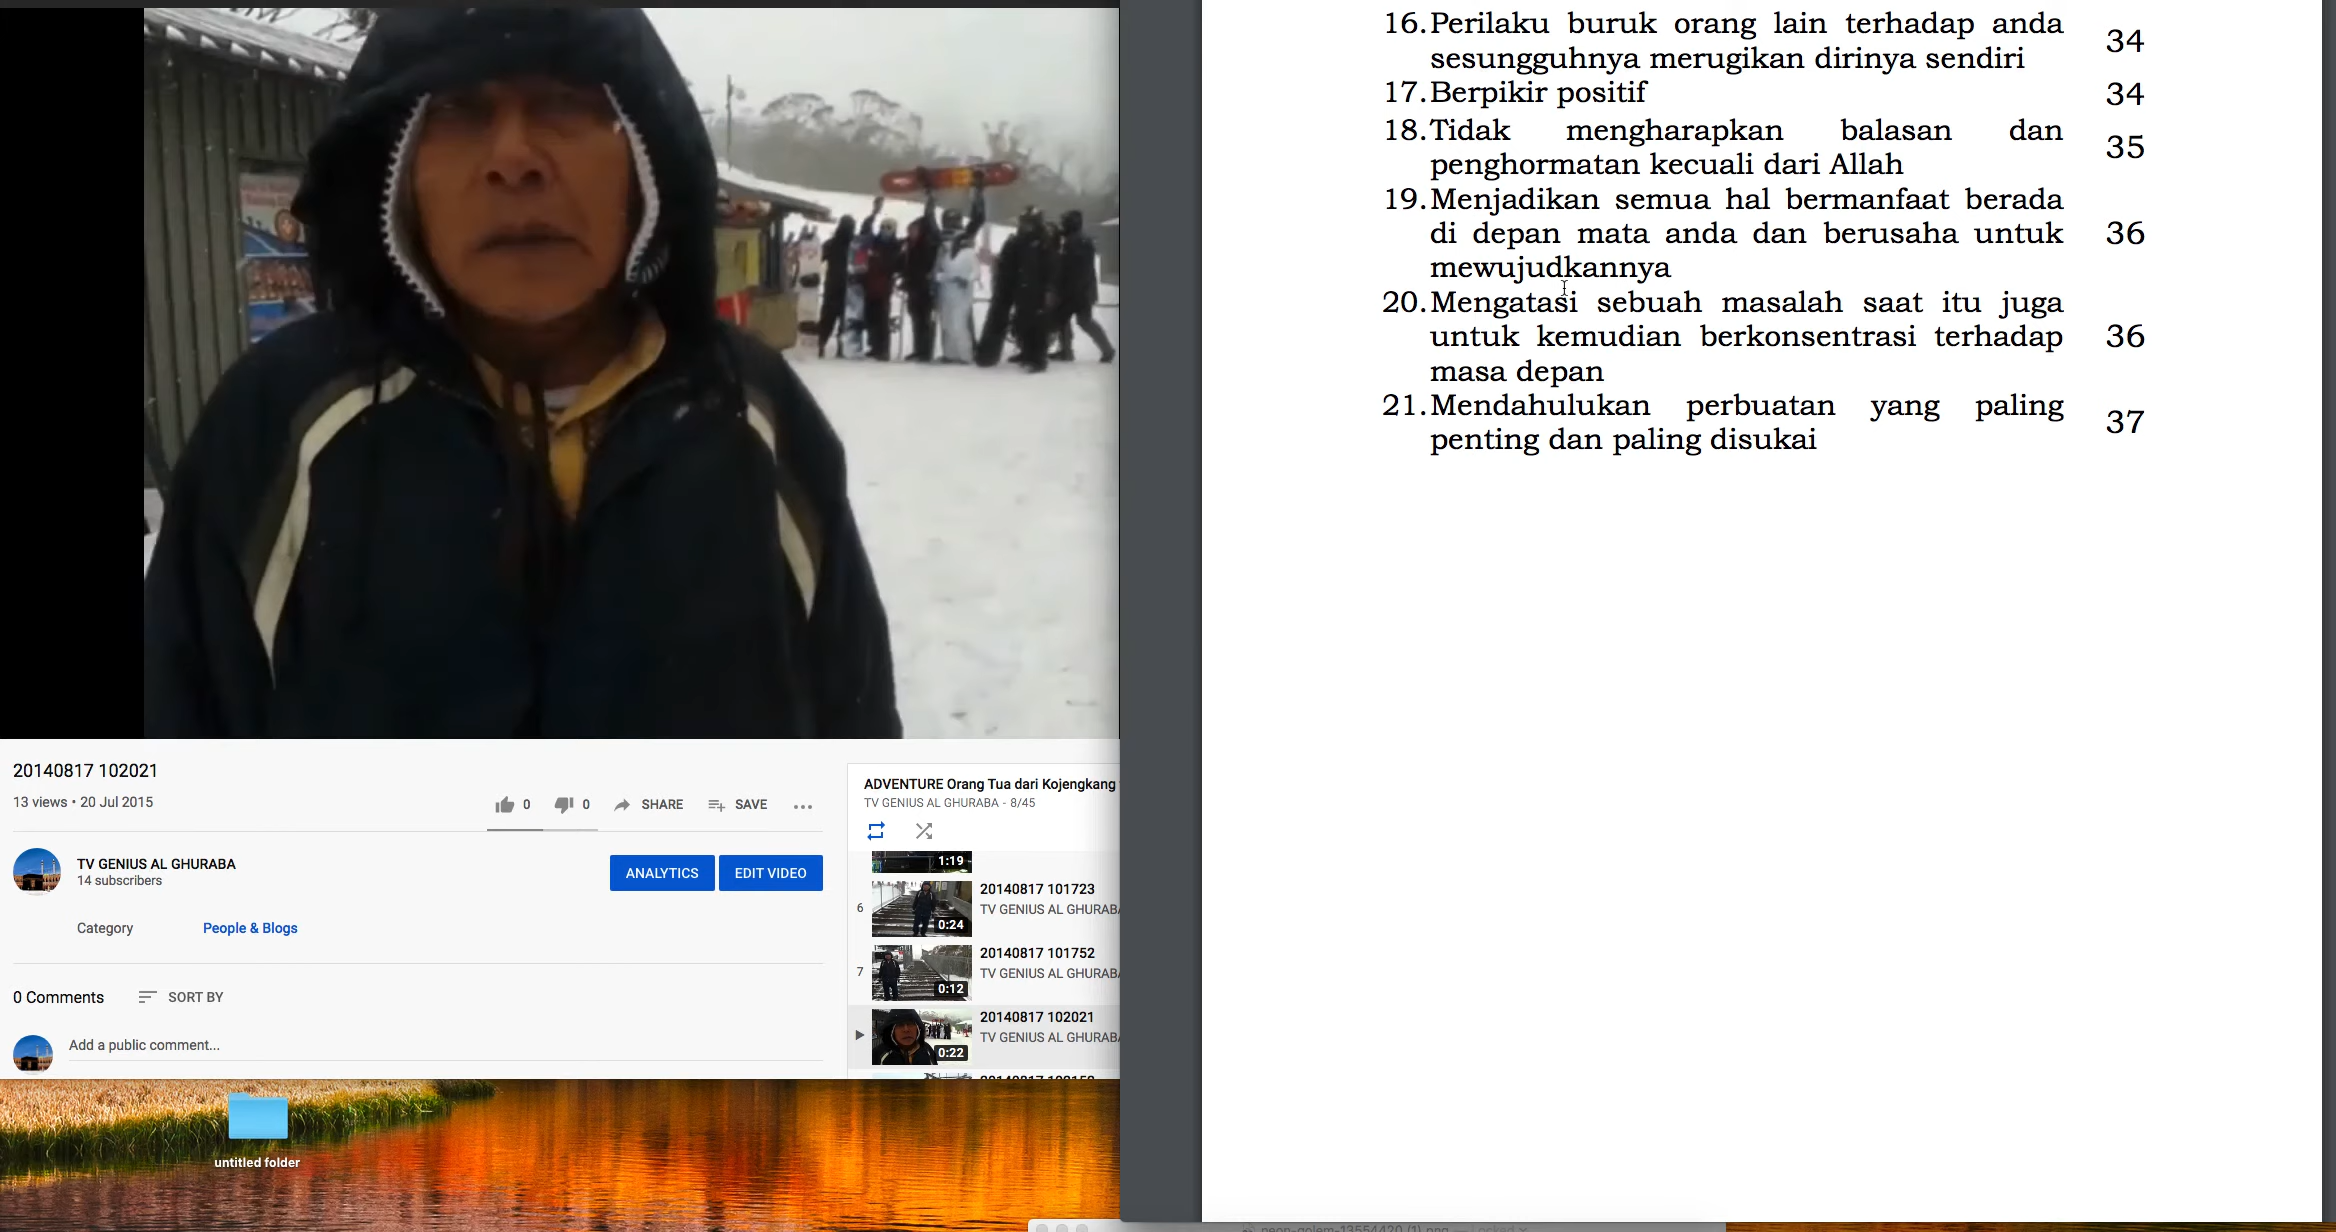 16. Perilaku buruk orang lain terhadap anda
sesungguhnya merugikan dirinya sendiri
34
17. Berpikir positif
34
18. Tidak mengharapkan balasan dan
penghormatan kecuali dari Allah
35
19. Menjadikan semua hal bermanfaat berada
di depan mata anda dan berusaha untuk
mewujudkannya
36
20. Mengatasi sebuah masalah saat itu juga
untuk kemudian berkonsentrasi terhadap
masa depan
36
21. Mendahulukan perbuatan yang paling
penting dan paling disukai
37
20140817 102021
13 views • 20 Jul 2015
0
0
SHARE
SAVE
TV GENIUS AL GHURABA
14 subscribers
ANALYTICS
EDIT VIDEO
Category
People & Blogs
0 Comments
SORT BY
Add a public comment...
ADVENTURE Orang Tua dari Kojengkang
TV GENIUS AL GHURABA - 8/45
1:19
6
0:24
20140817 101723
TV GENIUS AL GHURABA
7
0:12
20140817 101752
TV GENIUS AL GHURABA
0:22
20140817 102021
TV GENIUS AL GHURABA
untitled folder